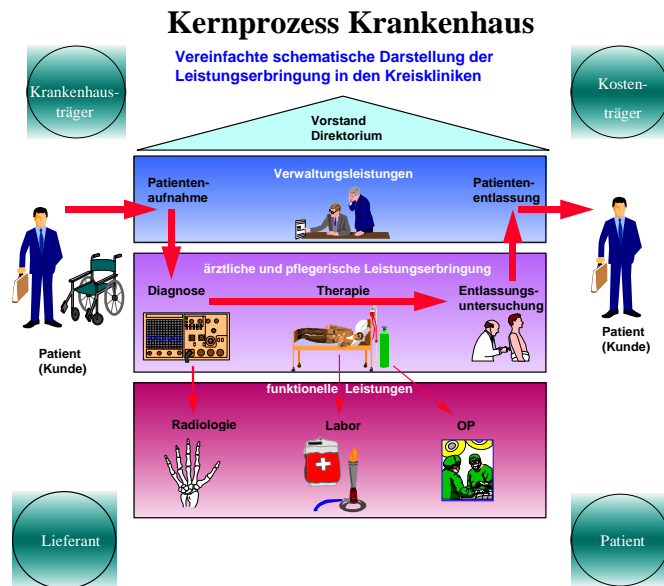 Kernprozess Krankenhaus
Vereinfachte schematische Darstellung der
Leistungserbringung in den Kreiskliniken
Krankenhaus-
träger
Kosten-
träger
Vorstand
Direktorium
Verwaltungsleistungen
Patienten-
aufnahme
Patienten-
entlassung
ärztliche und pflegerische Leistungserbringung
Diagnose
Therapie
Entlassungs-
untersuchung
Patient
(Kunde)
Patient
(Kunde)
funktionelle Leistungen
Radiologie
Labor
OP
Lieferant
Patient